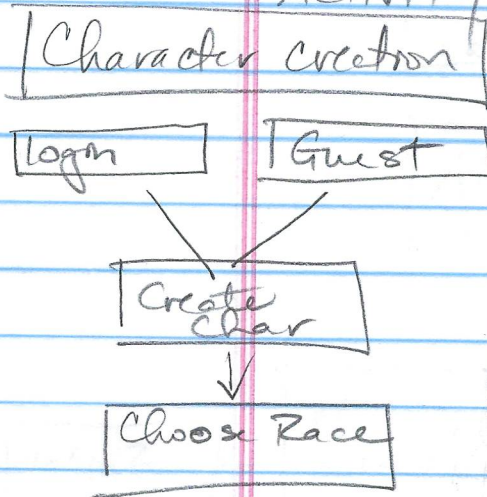 Character Creation
Login
Guest
Create
Char
Choose Race